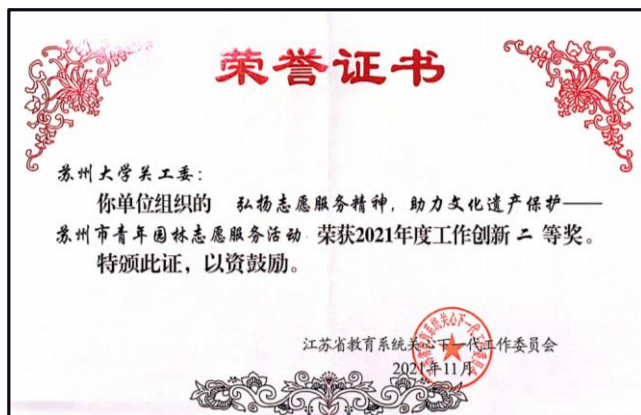 荣誉证书
苏州大学关工委：
你单位组织的 弘扬志愿服务精神，助力文化遗产保护——
苏州市青年园林志愿服务活动 荣获2021年度工作创新 二 等奖。
特颁此证，以资鼓励。
江苏省教育系统关心下一代工作委员会
2021年11月